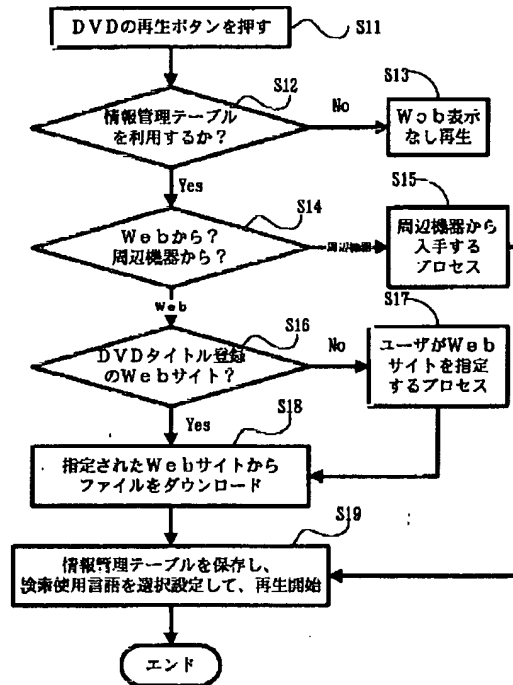 DVDの再生ボタンを押す
S11
S12
情報管理テーブル
を利用するか？
No
S13
Web表示
なし再生
Yes
S14
Webから？
周辺機器から？
周辺機器
S15
周辺機器から
入手する
プロセス
Web
S16
DVDタイトル登録
のWebサイト？
No
S17
ユーザがWeb
サイトを指定
するプロセス
Yes
S18
指定されたWebサイトから
ファイルをダウンロード
S19
情報管理テーブルを保存し、
検索使用言語を選択設定して、再生開始
エンド